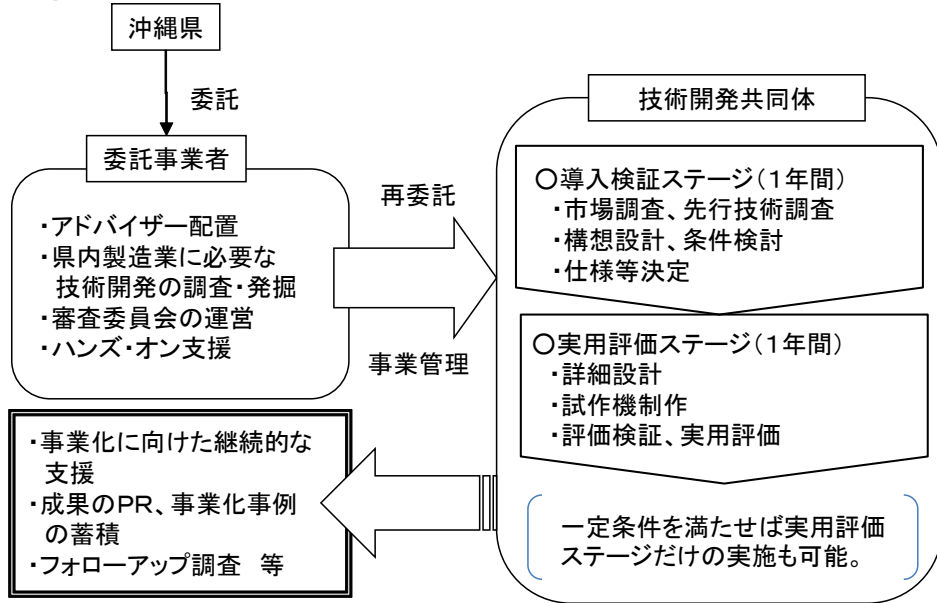 沖縄県
委託
委託事業者
・アドバイザー配置
・県内製造業に必要な
技術開発の調査・発掘
・審査委員会の運営
・ハンズ・オン支援
再委託
事業管理
技術開発共同体
○導入検証ステージ(1年間)
・市場調査、先行技術調査
・構想設計、条件検討
・仕様等決定
○実用評価ステージ(1年間)
・詳細設計
・試作機制作
・評価検証、実用評価
一定条件を満たせば実用評価
ステージだけの実施も可能。
・事業化に向けた継続的な
支援
・成果のPR、事業化事例
の蓄積
・フォローアップ調査 等